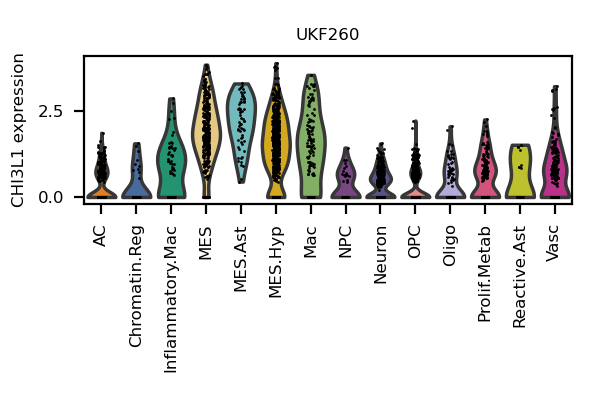 UKF260
CHI3L1 expression
2.5
0.0
AC
Chromatin.Reg
Inflammatory.Mac
MES
MES.Ast
MES.Hyp
Mac
NPC
Neuron
OPC
Oligo
Prolif.Metab
Reactive.Ast
Vasc